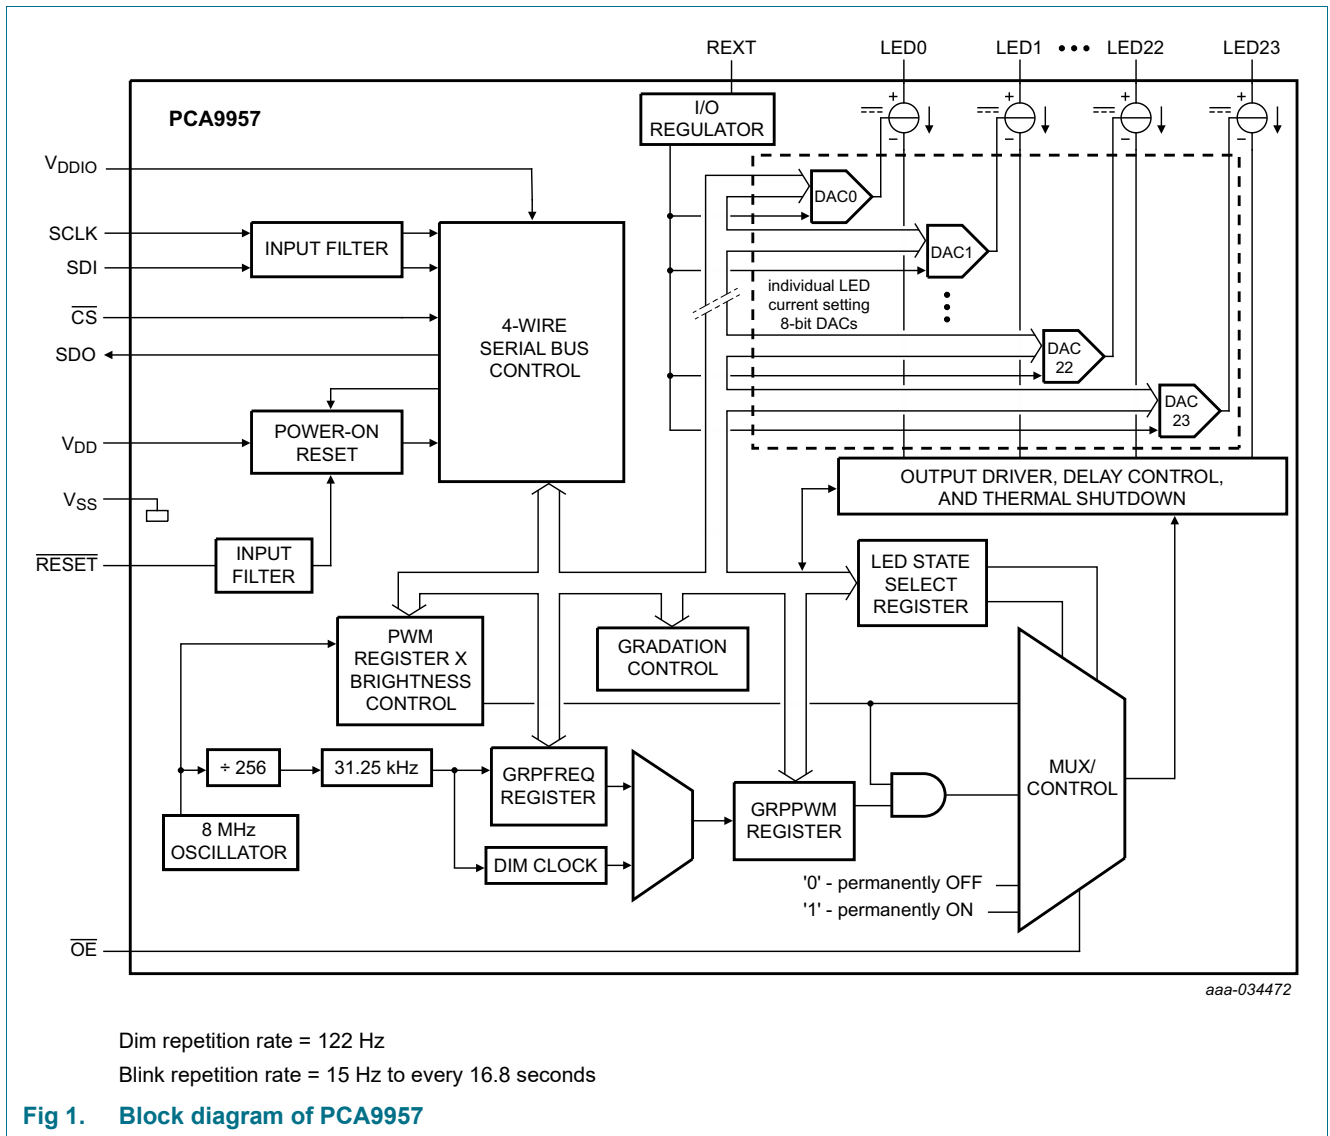 REXT
LED0
LED1
•••
LED22
LED23
PCA9957
I/O
REGULATOR
+
−
+
−
+
−
+
−
VDDIO
SCLK
SDI
CS
SDO
VDD
VSS
RESET
OE
INPUT FILTER
4-WIRE
SERIAL BUS
CONTROL
POWER-ON
RESET
INPUT
FILTER
DAC0
DAC1
individual LED
current setting
8-bit DACs
DAC
22
DAC
23
OUTPUT DRIVER, DELAY CONTROL,
AND THERMAL SHUTDOWN
LED STATE
SELECT
REGISTER
PWM
REGISTER X
BRIGHTNESS
CONTROL
GRADATION
CONTROL
÷ 256
31.25 kHz
GRPFREQ
REGISTER
8 MHz
OSCILLATOR
DIM CLOCK
GRPPWM
REGISTER
MUX/
CONTROL
'0' - permanently OFF
'1' - permanently ON
aaa-034472
Dim repetition rate = 122 Hz
Blink repetition rate = 15 Hz to every 16.8 seconds
Fig 1. Block diagram of PCA9957